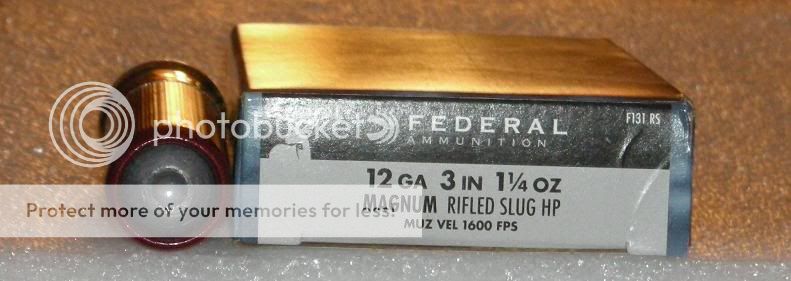 photobucket
FEDERAL
AMMUNITION
F131 RS
12 GA 3 IN 1¼ OZ
MAGNUM RIFLED SLUG HP
MUZ VEL 1600 FPS
Protect more of your memories for less!